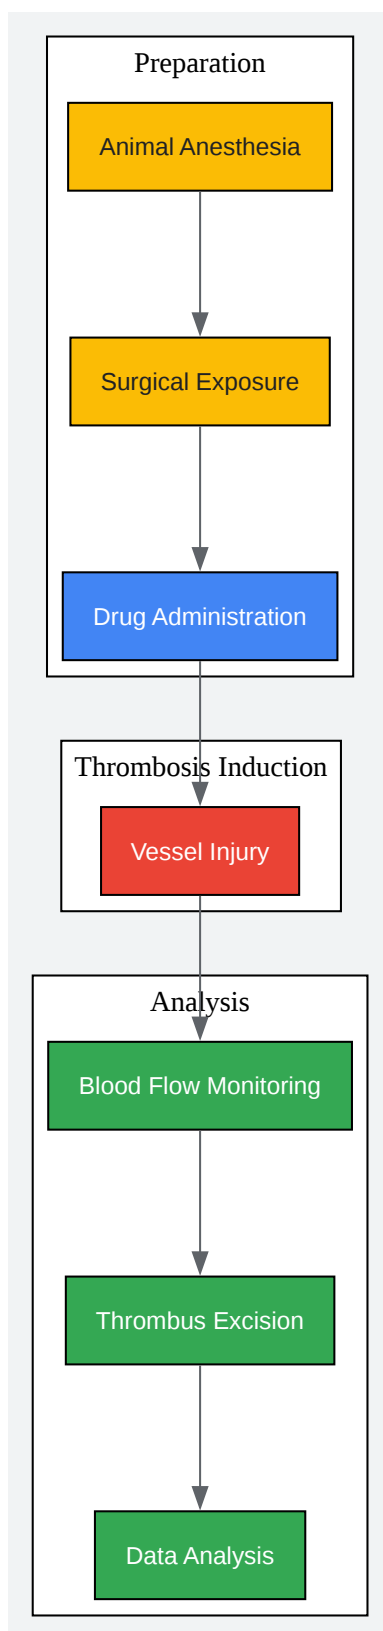 Preparation
Animal Anesthesia
Surgical Exposure
Drug Administration
Thrombosis Induction
Vessel Injury
Analysis
Blood Flow Monitoring
Thrombus Excision
Data Analysis